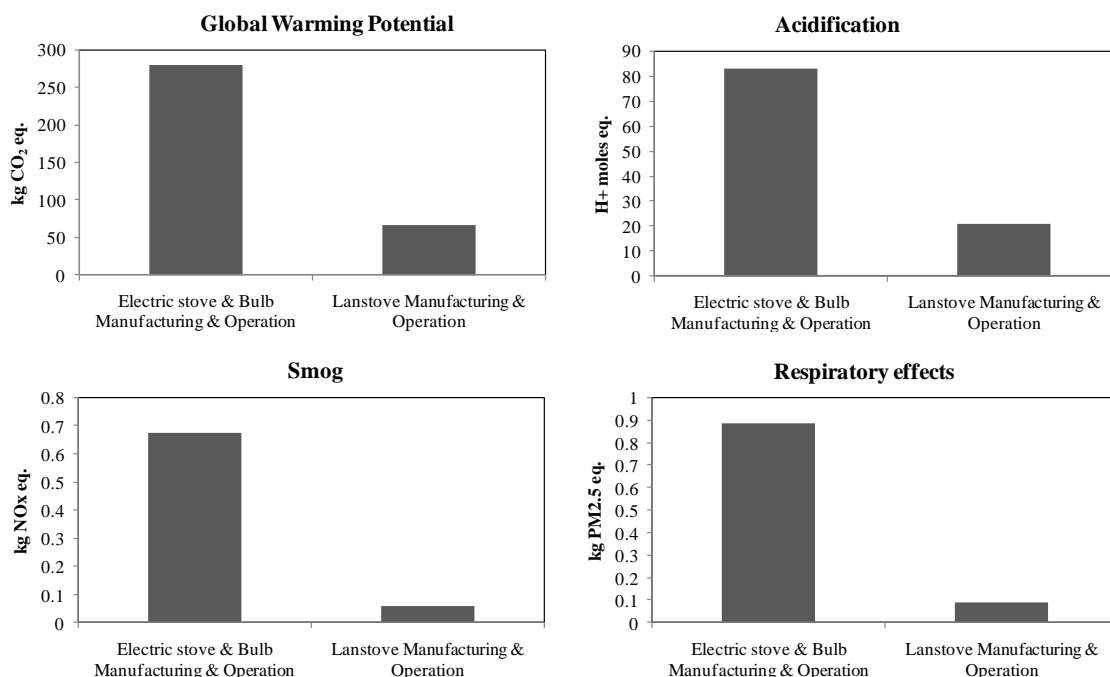 Global Warming Potential
kg CO₂ eq.
300
250
200
150
100
50
0
Electric stove & Bulb
Manufacturing & Operation
Lanstove Manufacturing &
Operation
Acidification
H+ moles eq.
90
80
70
60
50
40
30
20
10
0
Electric stove & Bulb
Manufacturing & Operation
Lanstove Manufacturing &
Operation
Smog
kg NOx eq.
0.8
0.7
0.6
0.5
0.4
0.3
0.2
0.1
0
Electric stove & Bulb
Manufacturing & Operation
Lanstove Manufacturing &
Operation
Respiratory effects
kg PM2.5 eq.
1
0.9
0.8
0.7
0.6
0.5
0.4
0.3
0.2
0.1
0
Electric stove & Bulb
Manufacturing & Operation
Lanstove Manufacturing &
Operation